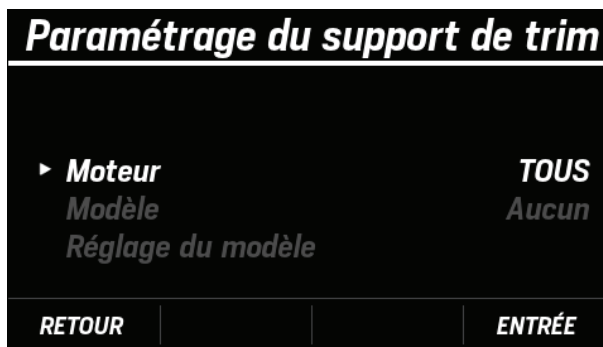 Paramétrage du support de trim
Moteur TOUS
Modèle Aucun
Réglage du modèle
RETOUR ENTRÉE